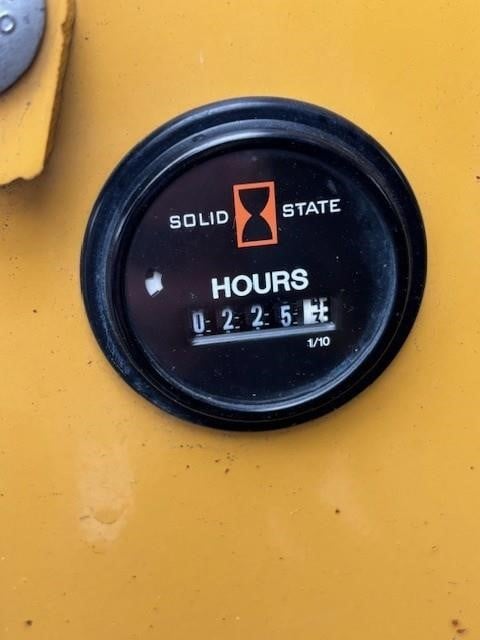 SOLID STATE
HOURS
0 2 2 5
1/10